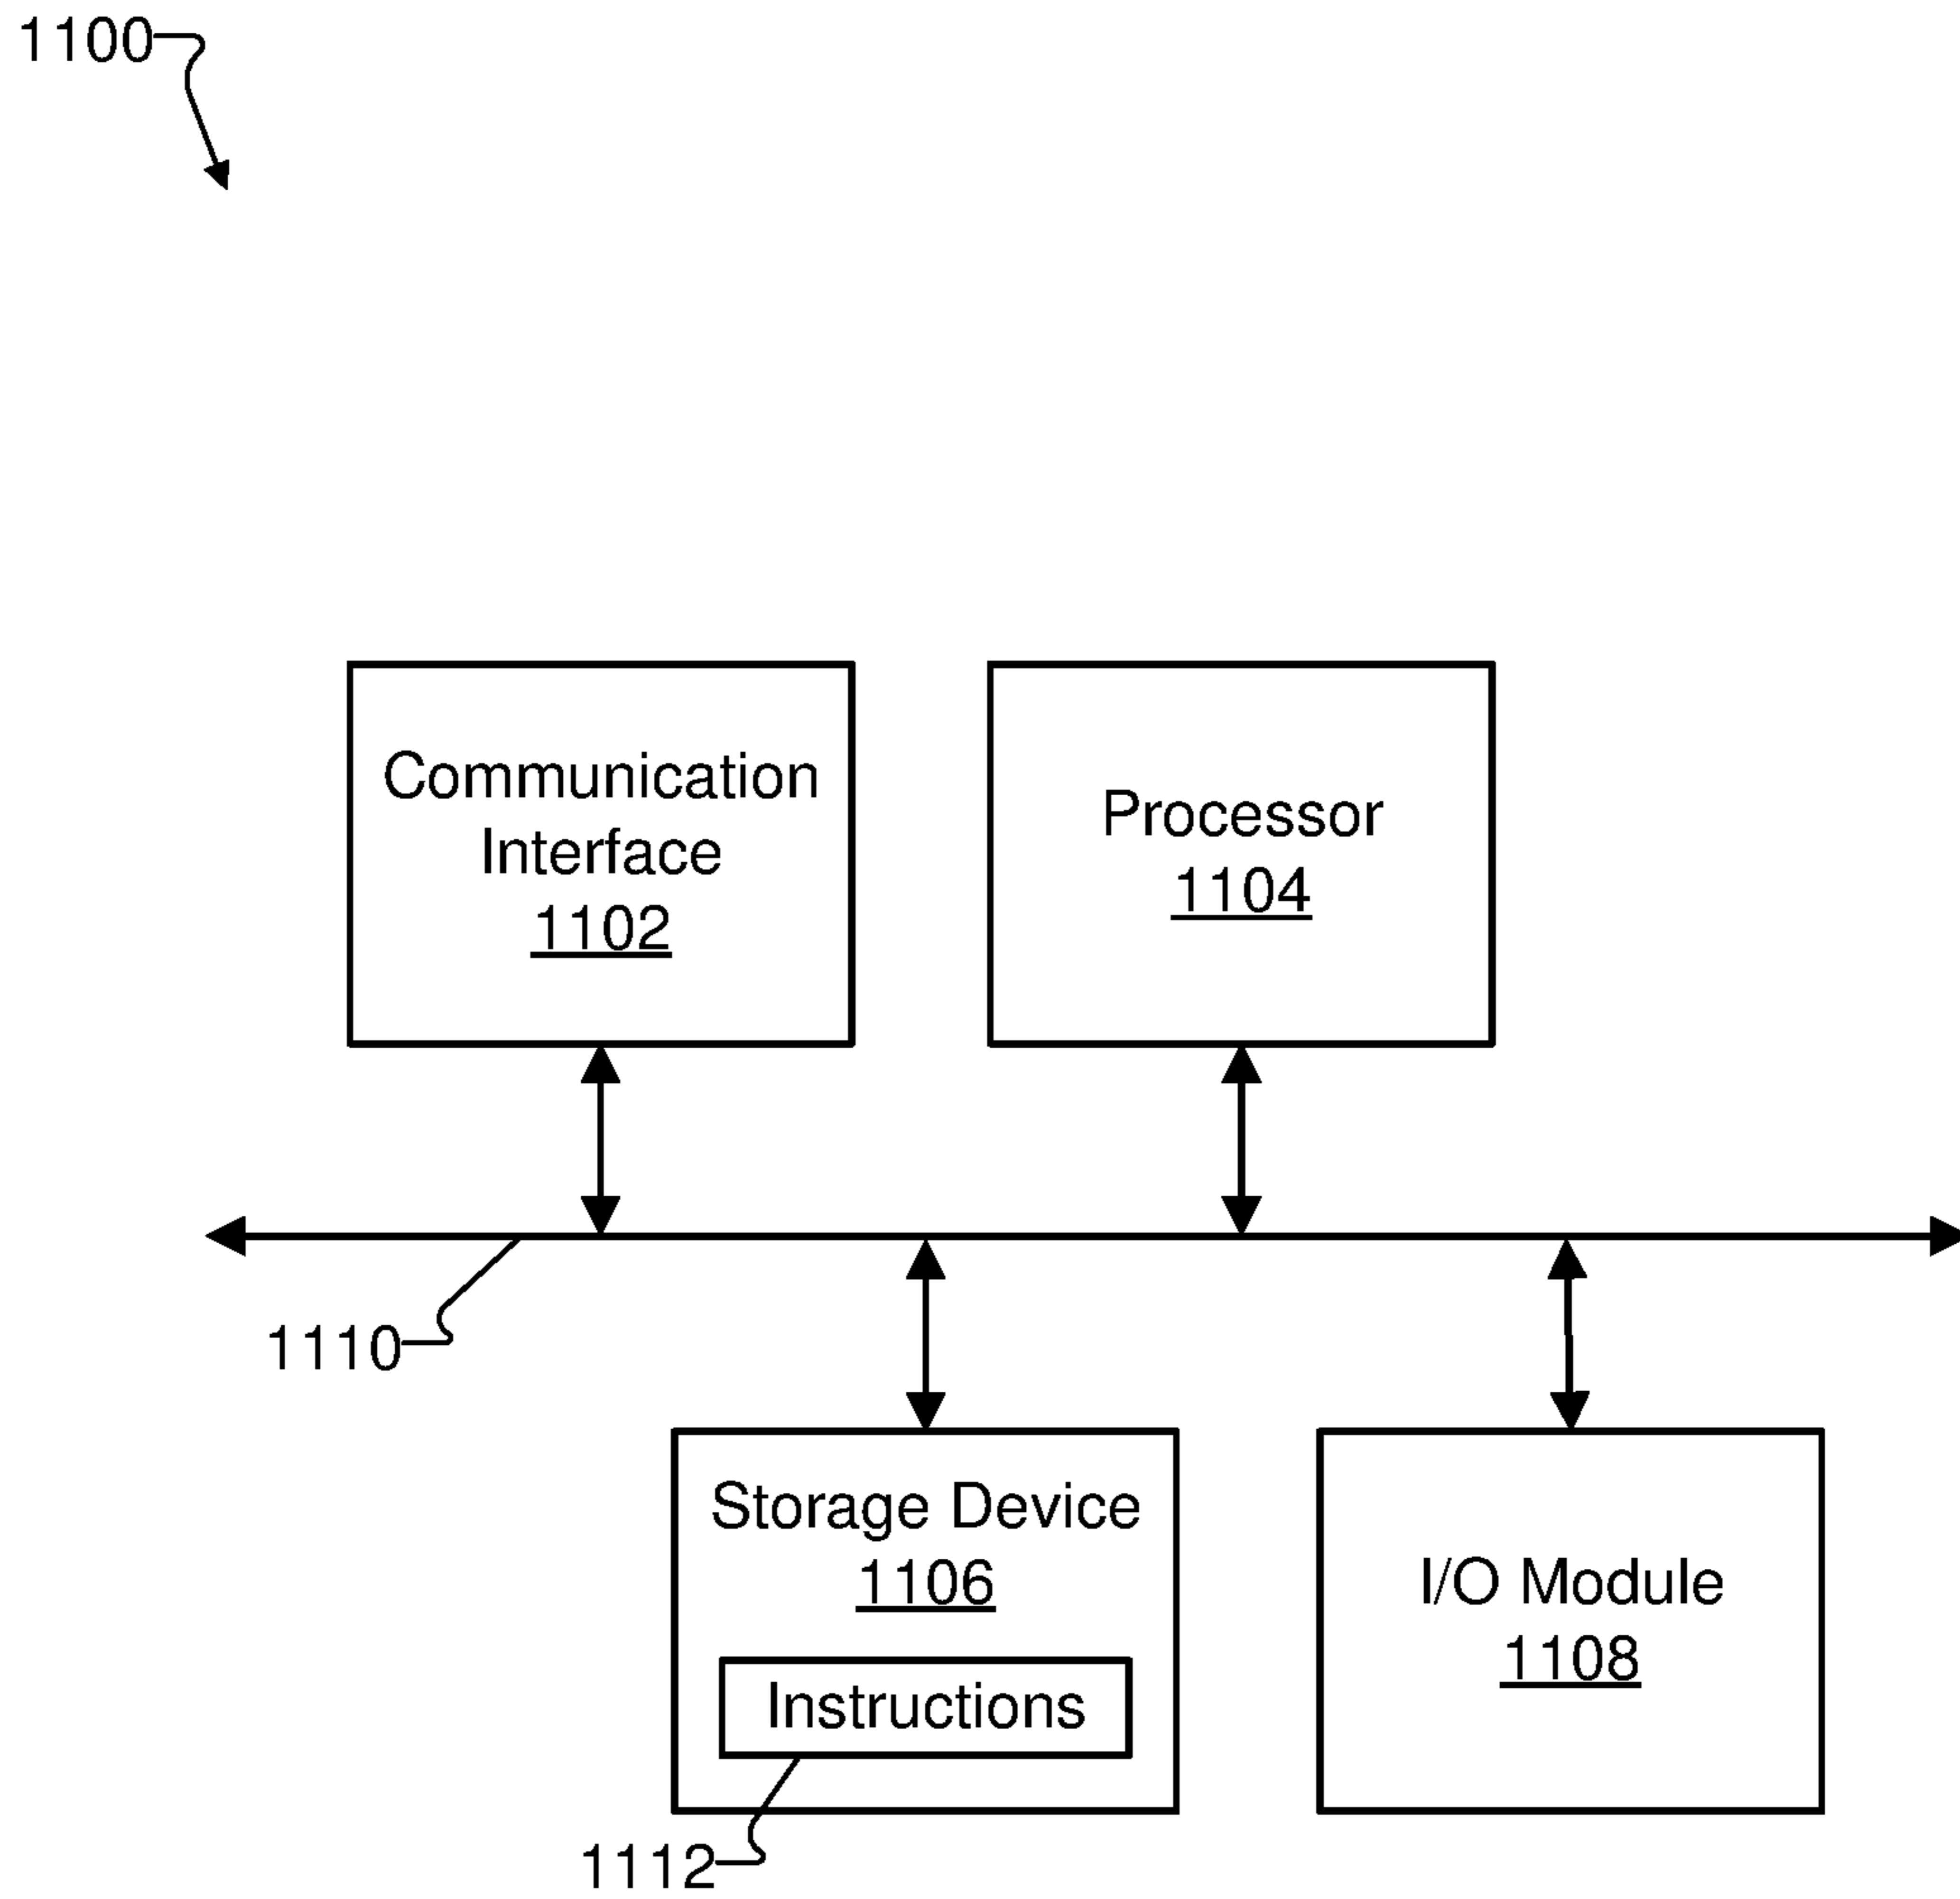 1100
Communication
Interface
1102
Processor
1104
1110
Storage Device
1106
Instructions
1112
I/O Module
1108